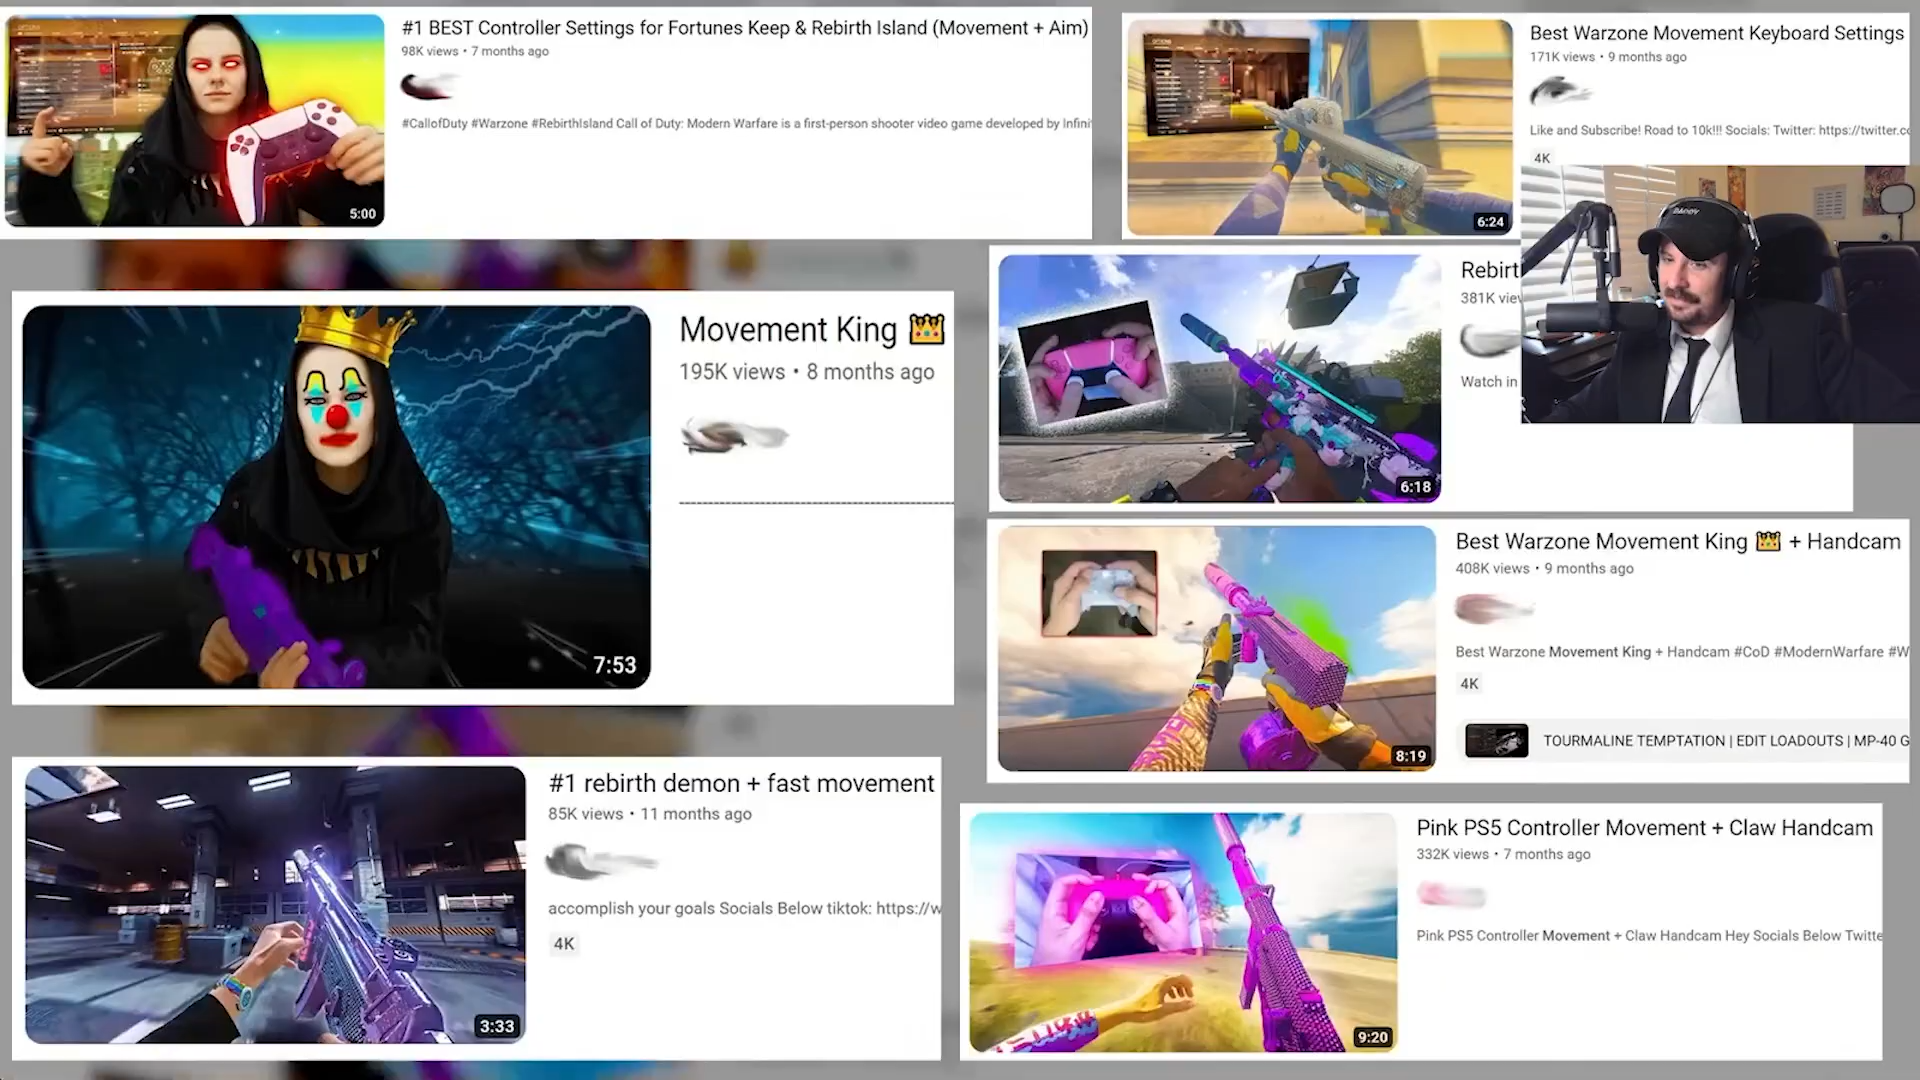 #1 BEST Controller Settings for Fortunes Keep & Rebirth Island (Movement + Aim)
98K views • 7 months ago
#CallofDuty #Warzone #RebirthIsland Call of Duty: Modern Warfare is a first-person shooter video game developed by Infini
5:00
Best Warzone Movement Keyboard Settings
171K views • 9 months ago
Like and Subscribe! Road to 10k!!! Socials: Twitter: https://twitter.co
4K
6:24
DADDY
Rebirt
381K vie
Watch in
6:18
Movement King 👑
195K views • 8 months ago
7:53
Best Warzone Movement King 👑 + Handcam
408K views • 9 months ago
Best Warzone Movement King + Handcam #CoD #ModernWarfare #W
4K
TOURMALINE TEMPTATION | EDIT LOADOUTS | MP-40 G
8:19
#1 rebirth demon + fast movement
85K views • 11 months ago
accomplish your goals Socials Below tiktok: https://w
4K
3:33
Pink PS5 Controller Movement + Claw Handcam
332K views • 7 months ago
Pink PS5 Controller Movement + Claw Handcam Hey Socials Below Twitte
9:20